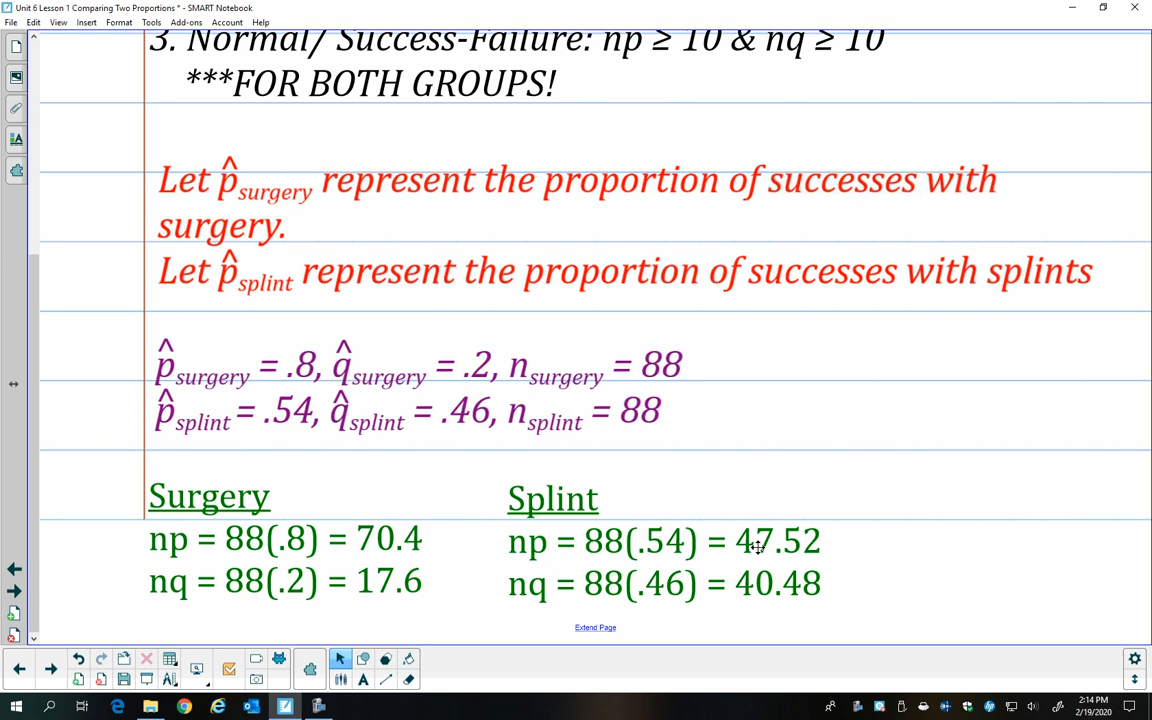 Unit 6 Lesson 1 Comparing Two Proportions * - SMART Notebook
File Edit View Insert Format Tools Add-ons Account Help
3. Normal/ Success-Failure: np ≥ 10 & nq ≥ 10
***FOR BOTH GROUPS!
Let p̂surgery represent the proportion of successes with
surgery.
Let p̂splint represent the proportion of successes with splints
p̂surgery = .8, q̂surgery = .2, nsurgery = 88
p̂splint = .54, q̂splint = .46, nsplint = 88
Surgery Splint
np = 88(.8) = 70.4 np = 88(.54) = 47.52
nq = 88(.2) = 17.6 nq = 88(.46) = 40.48
Extend Page
2:14 PM
2/19/2020